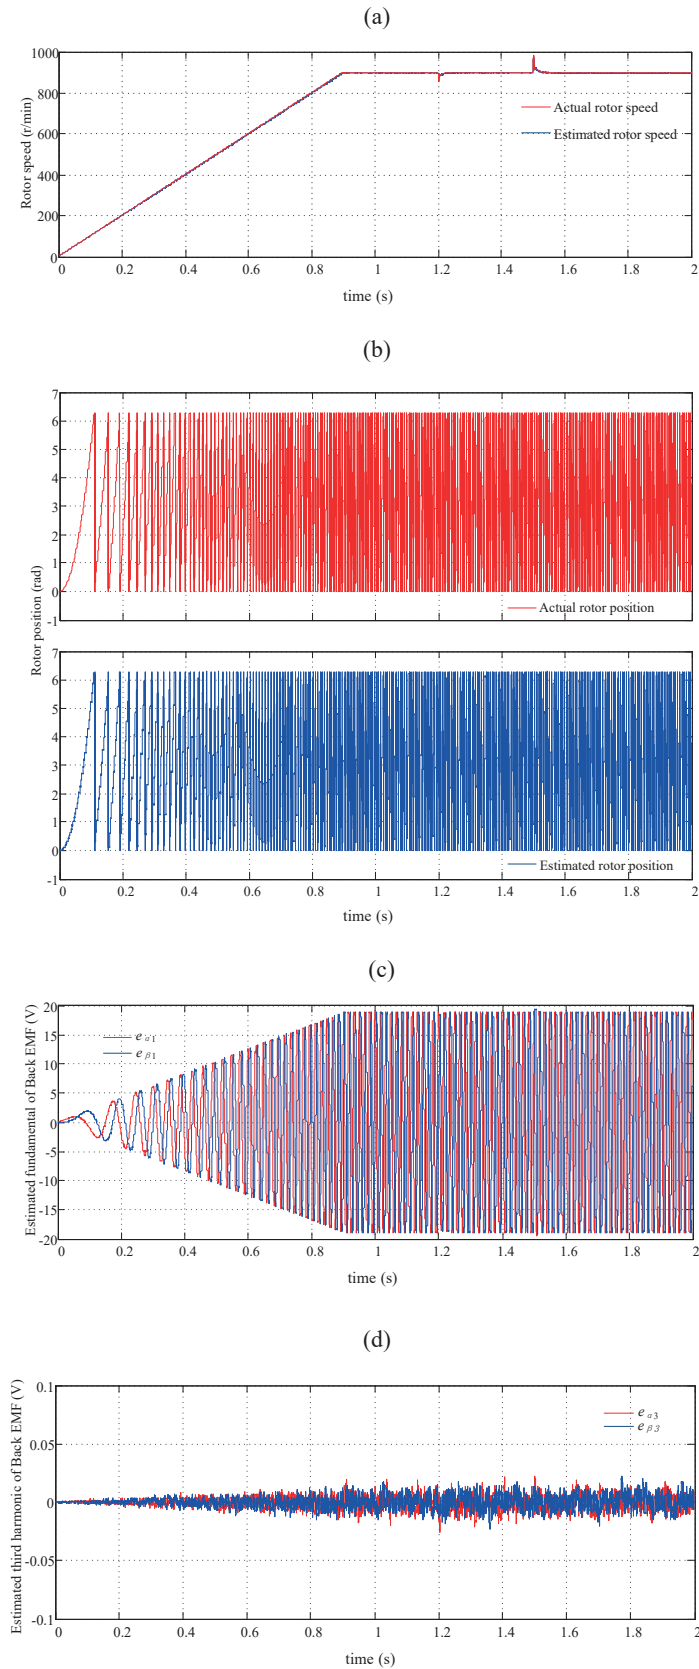 (a)
Rotor speed (r/min)
1000
800
600
400
200
0
Actual rotor speed
Estimated rotor speed
0 0.2 0.4 0.6 0.8 1 1.2 1.4 1.6 1.8 2
time (s)
(b)
Rotor position (rad)
7
6
5
4
3
2
1
0
-1
Actual rotor position
7
6
5
4
3
2
1
0
-1
Estimated rotor position
0 0.2 0.4 0.6 0.8 1 1.2 1.4 1.6 1.8 2
time (s)
(c)
Estimated fundamental of Back EMF (V)
20
15
10
5
0
-5
-10
-15
-20
e α1
e β1
0 0.2 0.4 0.6 0.8 1 1.2 1.4 1.6 1.8 2
time (s)
(d)
Estimated third harmonic of Back EMF (V)
0.1
0.05
0
-0.05
-0.1
e α3
e β3
0 0.2 0.4 0.6 0.8 1 1.2 1.4 1.6 1.8 2
time (s)